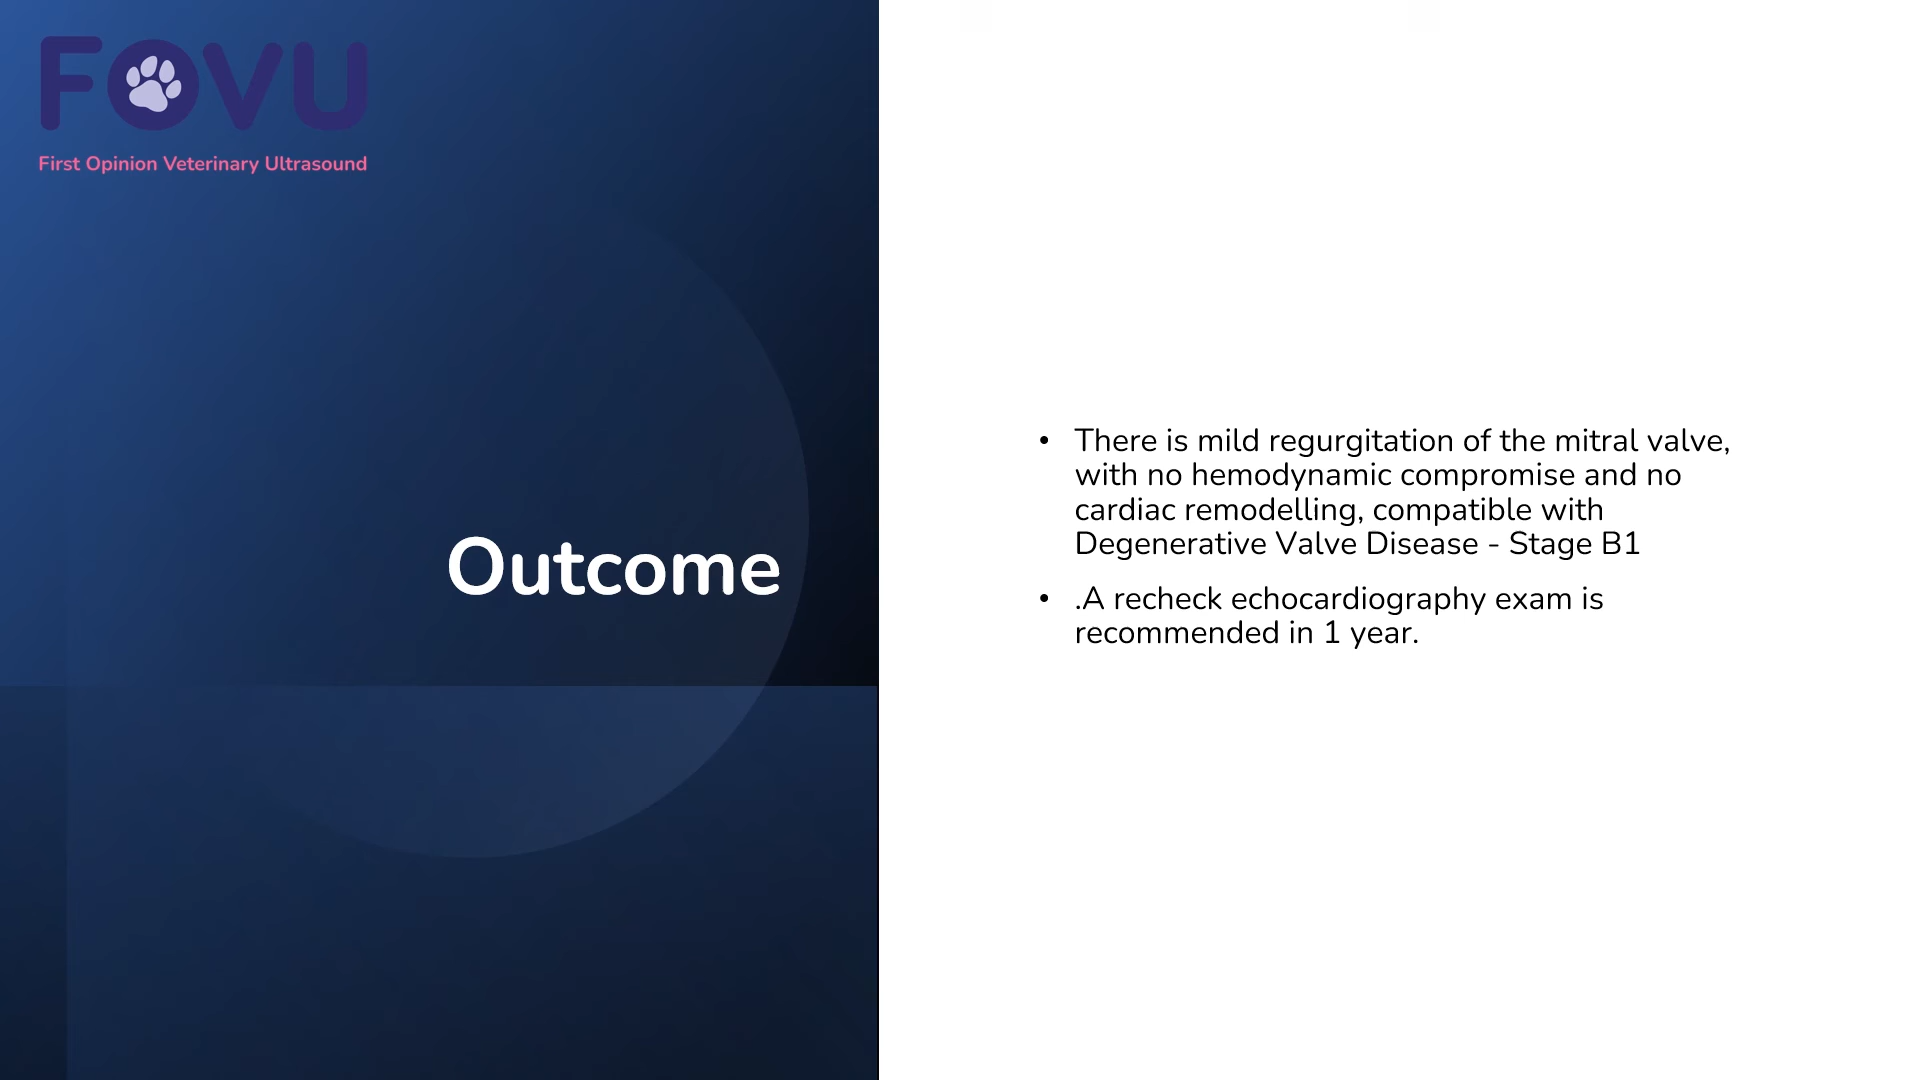 FOVU
First Opinion Veterinary Ultrasound
Outcome
• There is mild regurgitation of the mitral valve,
with no hemodynamic compromise and no
cardiac remodelling, compatible with
Degenerative Valve Disease - Stage B1
• .A recheck echocardiography exam is
recommended in 1 year.